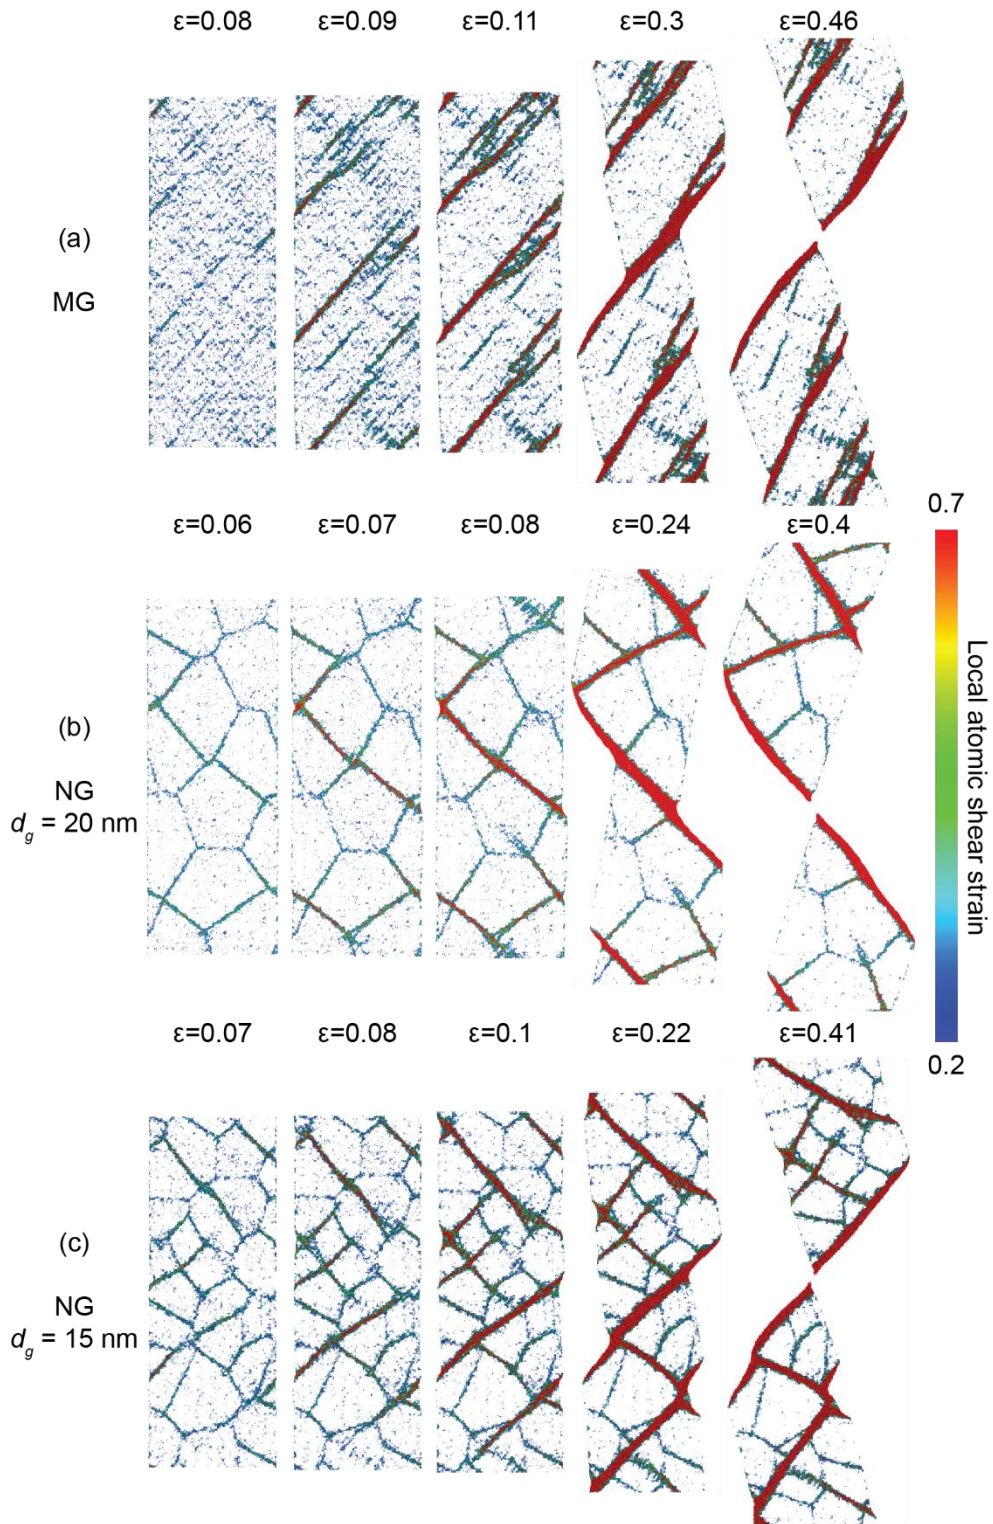 ε=0.08 ε=0.09 ε=0.11 ε=0.3 ε=0.46
(a)
MG
ε=0.06 ε=0.07 ε=0.08 ε=0.24 ε=0.4
0.7
(b)
NG
d_g = 20 nm
Local atomic shear strain
0.2
ε=0.07 ε=0.08 ε=0.1 ε=0.22 ε=0.41
(c)
NG
d_g = 15 nm